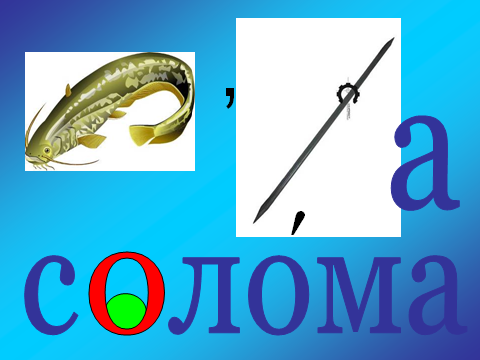 , , а
солома